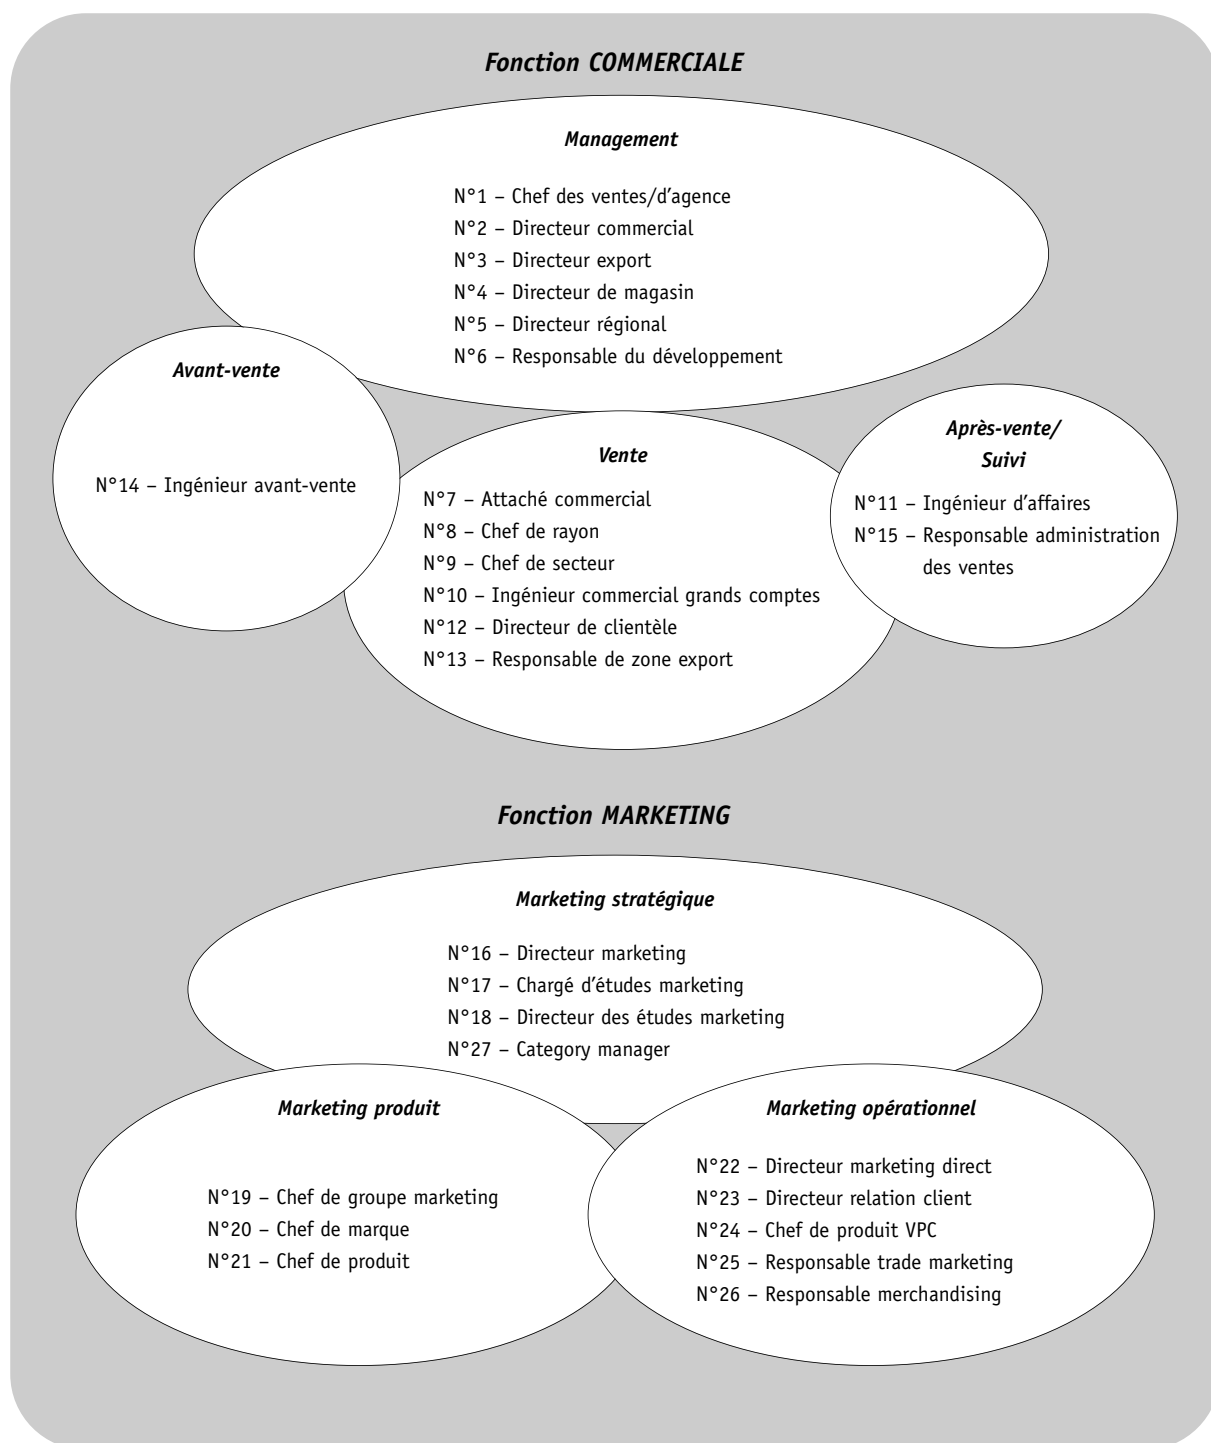 Fonction COMMERCIALE
Management
N°1 – Chef des ventes/d’agence
N°2 – Directeur commercial
N°3 – Directeur export
N°4 – Directeur de magasin
N°5 – Directeur régional
N°6 – Responsable du développement
Avant-vente
N°14 – Ingénieur avant-vente
Vente
N°7 – Attaché commercial
N°8 – Chef de rayon
N°9 – Chef de secteur
N°10 – Ingénieur commercial grands comptes
N°12 – Directeur de clientèle
N°13 – Responsable de zone export
Après-vente/
Suivi
N°11 – Ingénieur d’affaires
N°15 – Responsable administration
des ventes
Fonction MARKETING
Marketing stratégique
N°16 – Directeur marketing
N°17 – Chargé d’études marketing
N°18 – Directeur des études marketing
N°27 – Category manager
Marketing produit
N°19 – Chef de groupe marketing
N°20 – Chef de marque
N°21 – Chef de produit
Marketing opérationnel
N°22 – Directeur marketing direct
N°23 – Directeur relation client
N°24 – Chef de produit VPC
N°25 – Responsable trade marketing
N°26 – Responsable merchandising